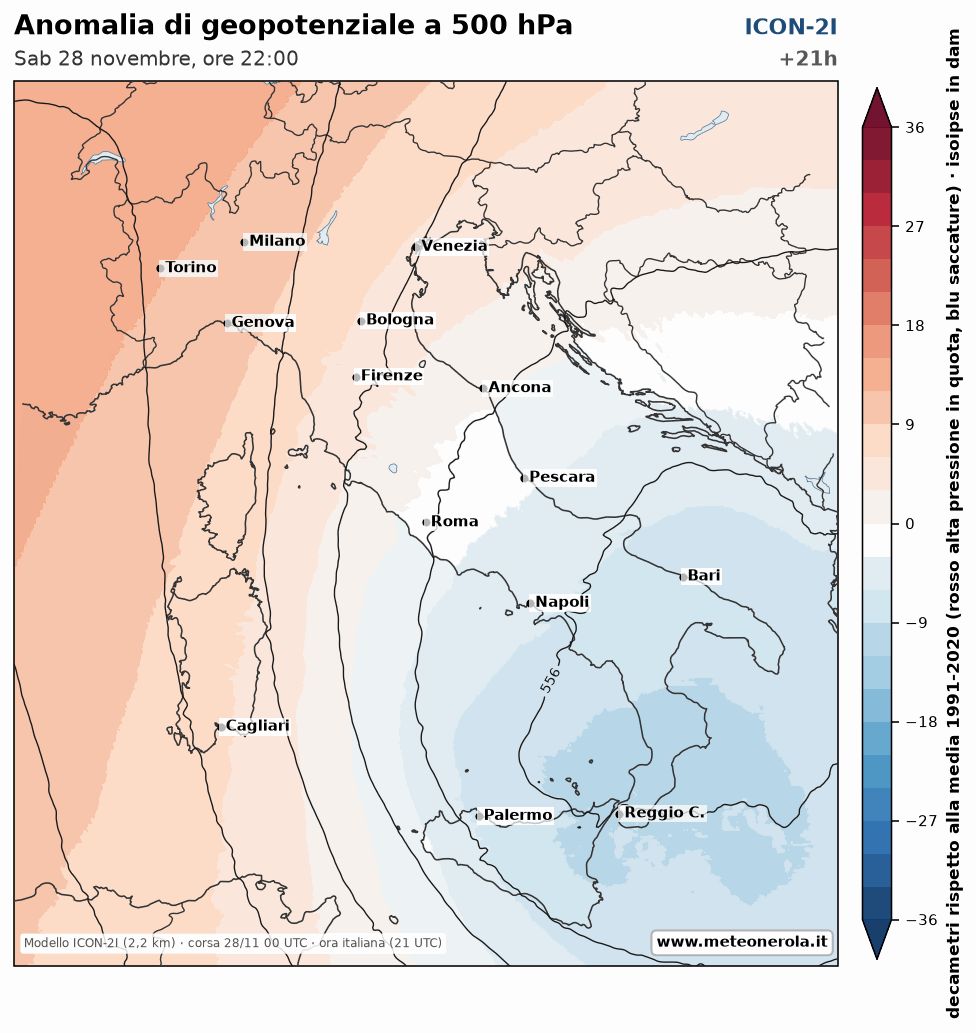 Anomalia di geopotenziale a 500 hPa
ICON-2I
Sab 28 novembre, ore 22:00
+21h
Milano
Venezia
Torino
Genova
Bologna
Firenze
Ancona
Pescara
Roma
Bari
Napoli
556
Cagliari
Palermo
Reggio C.
Modello ICON-2I (2,2 km) · corsa 28/11 00 UTC · ora italiana (21 UTC)
www.meteonerola.it
36
27
18
9
0
−9
−18
−27
−36
decametri rispetto alla media 1991-2020 (rosso alta pressione in quota, blu saccature) · isoipse in dam